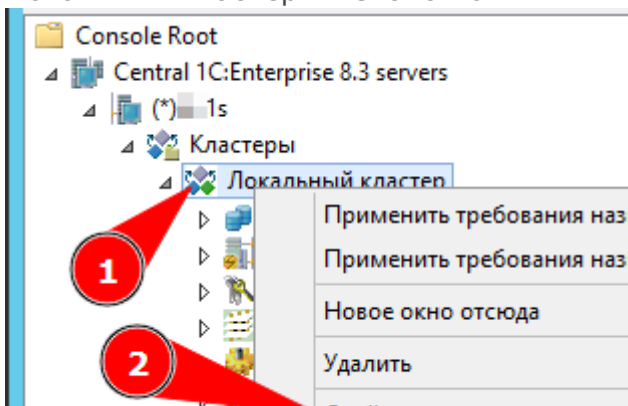 Console Root
Central 1C:Enterprise 8.3 servers
(*) 1s
Кластеры
Локальный кластер
1
Применить требования наз
Применить требования наз
Новое окно отсюда
2
Удалить